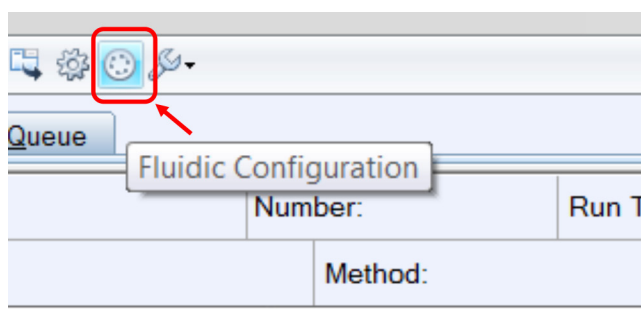 Queue
Fluidic Configuration
Number:
Run T
Method: